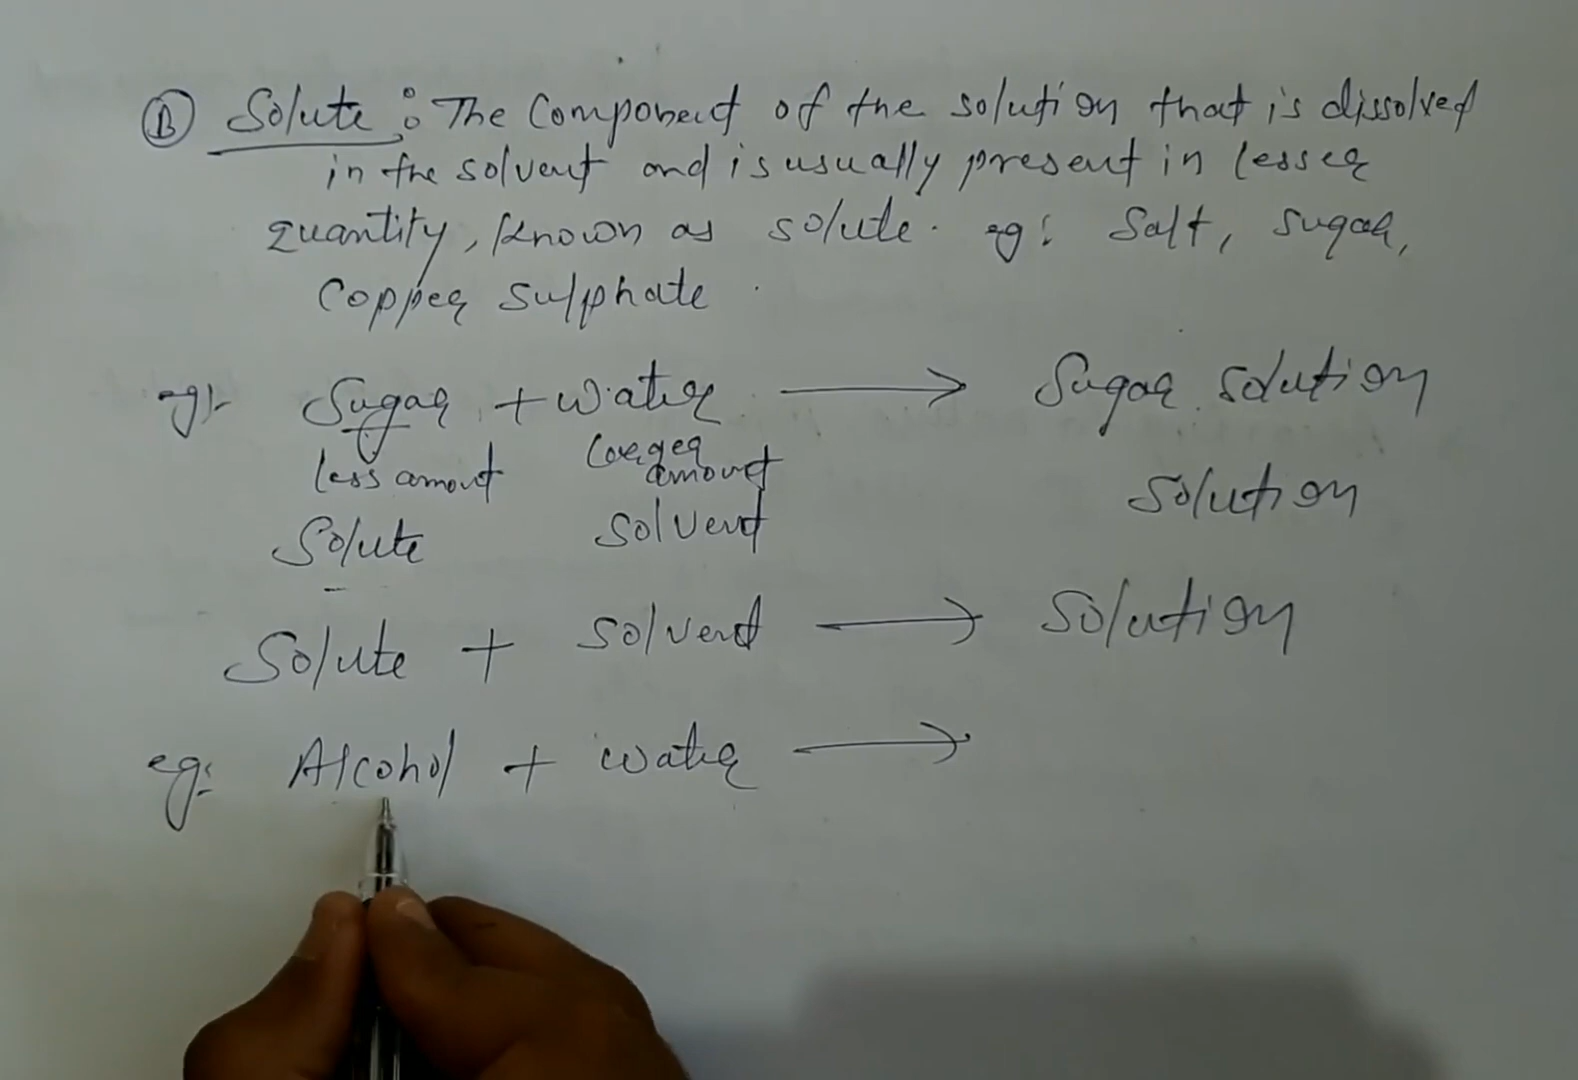 B Solute : The component of the solution that is dissolved
in the solvent and is usually present in lesser
quantity, known as solute. eg: Salt, sugar,
Copper sulphate.
eg:- Sugar + Water → Sugar solution
less amount larger amount solution
Solute solvent
Solute + solvent → Solution
eg: Alcohol + water →